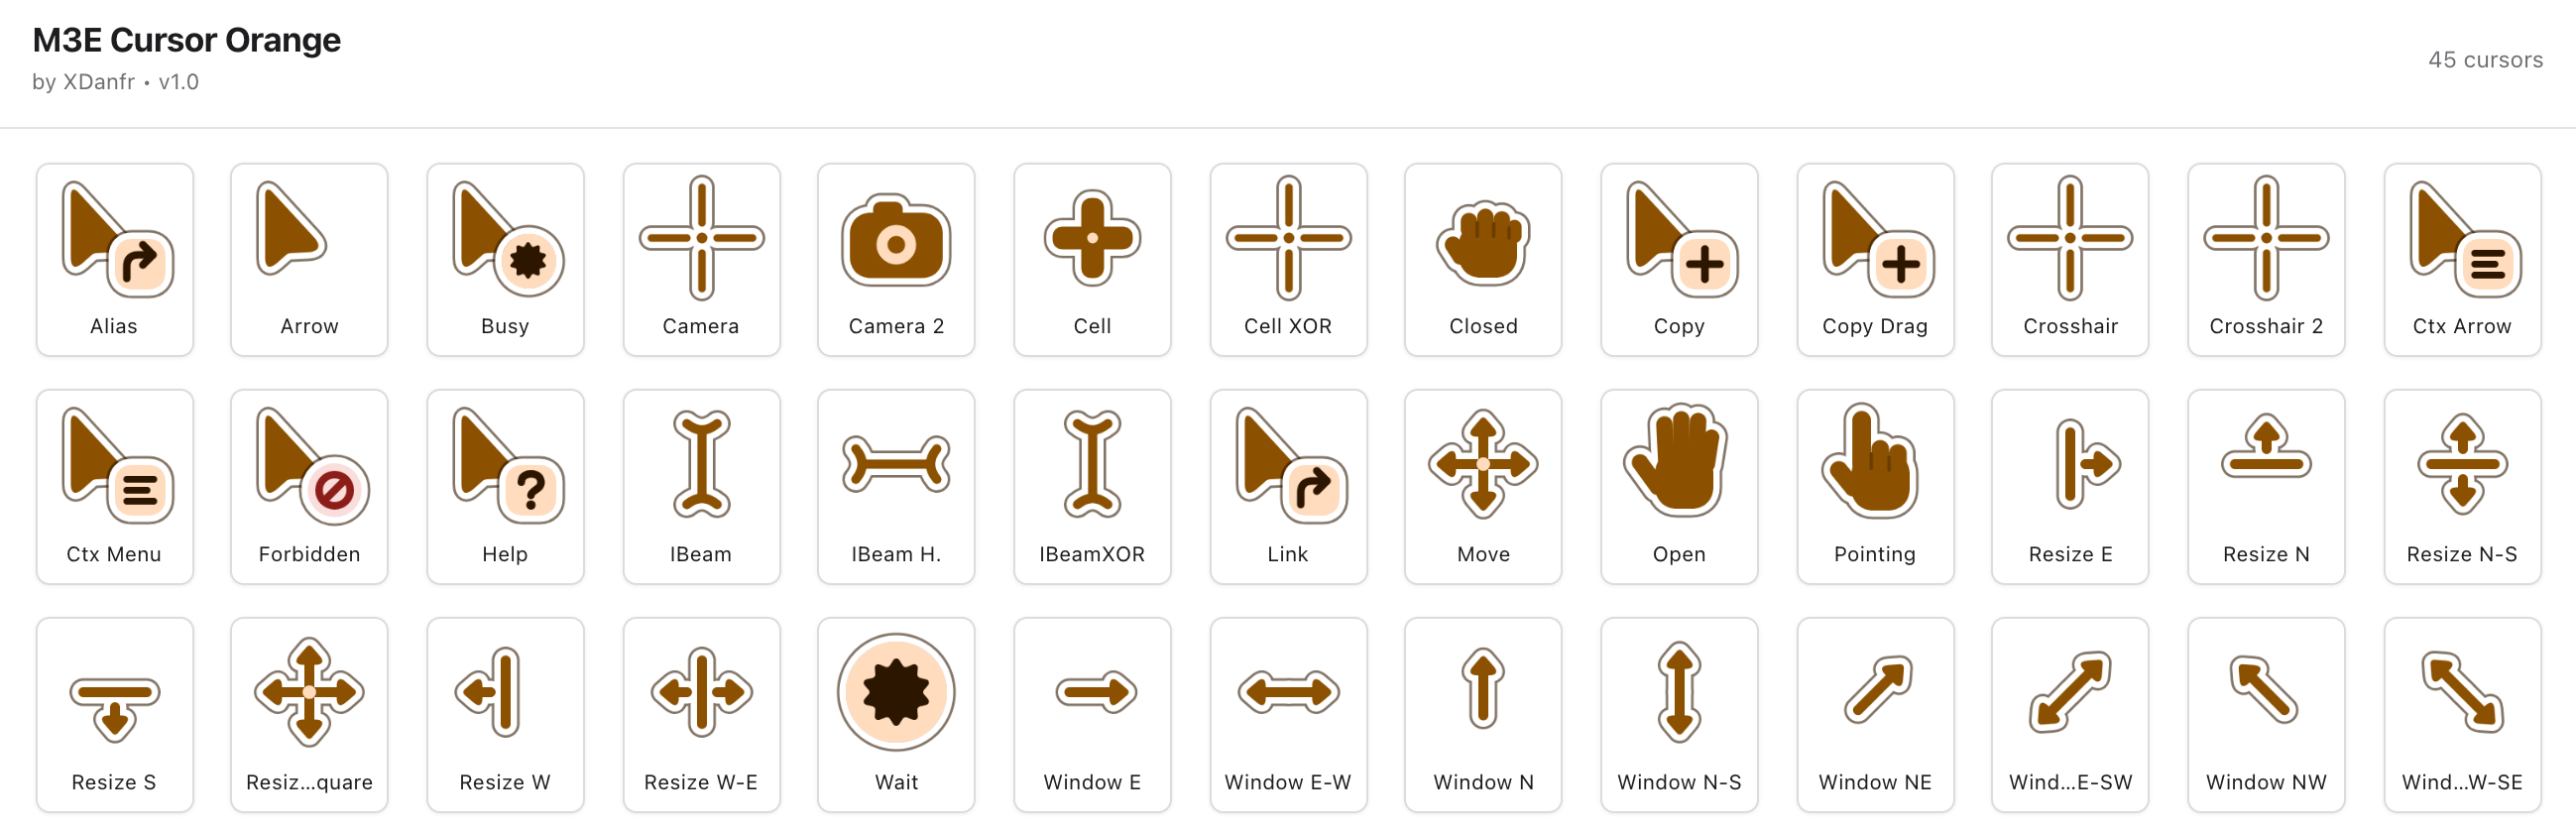 M3E Cursor Orange
by XDanfr • v1.0
45 cursors
Alias
Arrow
Busy
Camera
Camera 2
Cell
Cell XOR
Closed
Copy
Copy Drag
Crosshair
Crosshair 2
Ctx Arrow
Ctx Menu
Forbidden
Help
IBeam
IBeam H.
IBeamXOR
Link
Move
Open
Pointing
Resize E
Resize N
Resize N-S
Resize S
Resiz...quare
Resize W
Resize W-E
Wait
Window E
Window E-W
Window N
Window N-S
Window NE
Wind...E-SW
Window NW
Wind...W-SE